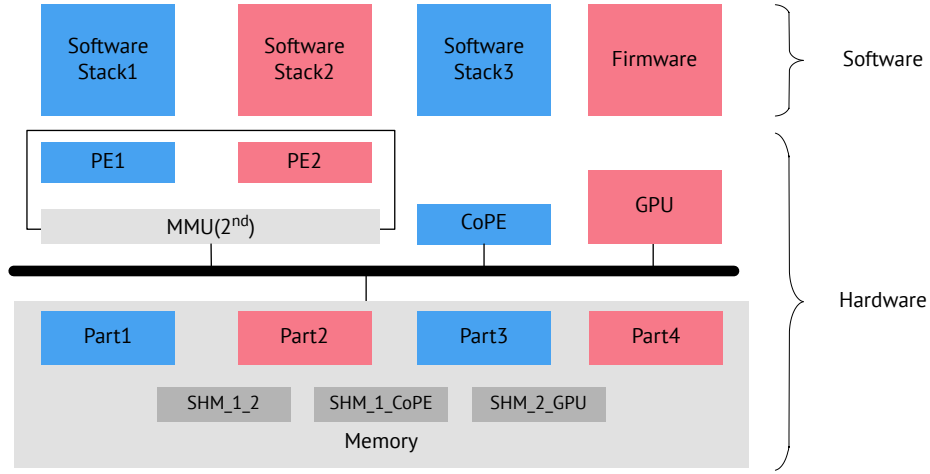 Software
Stack1
Software
Stack2
Software
Stack3
Firmware
Software
PE1
PE2
MMU(2nd)
CoPE
GPU
Hardware
Part1
Part2
Part3
Part4
SHM_1_2
SHM_1_CoPE
SHM_2_GPU
Memory